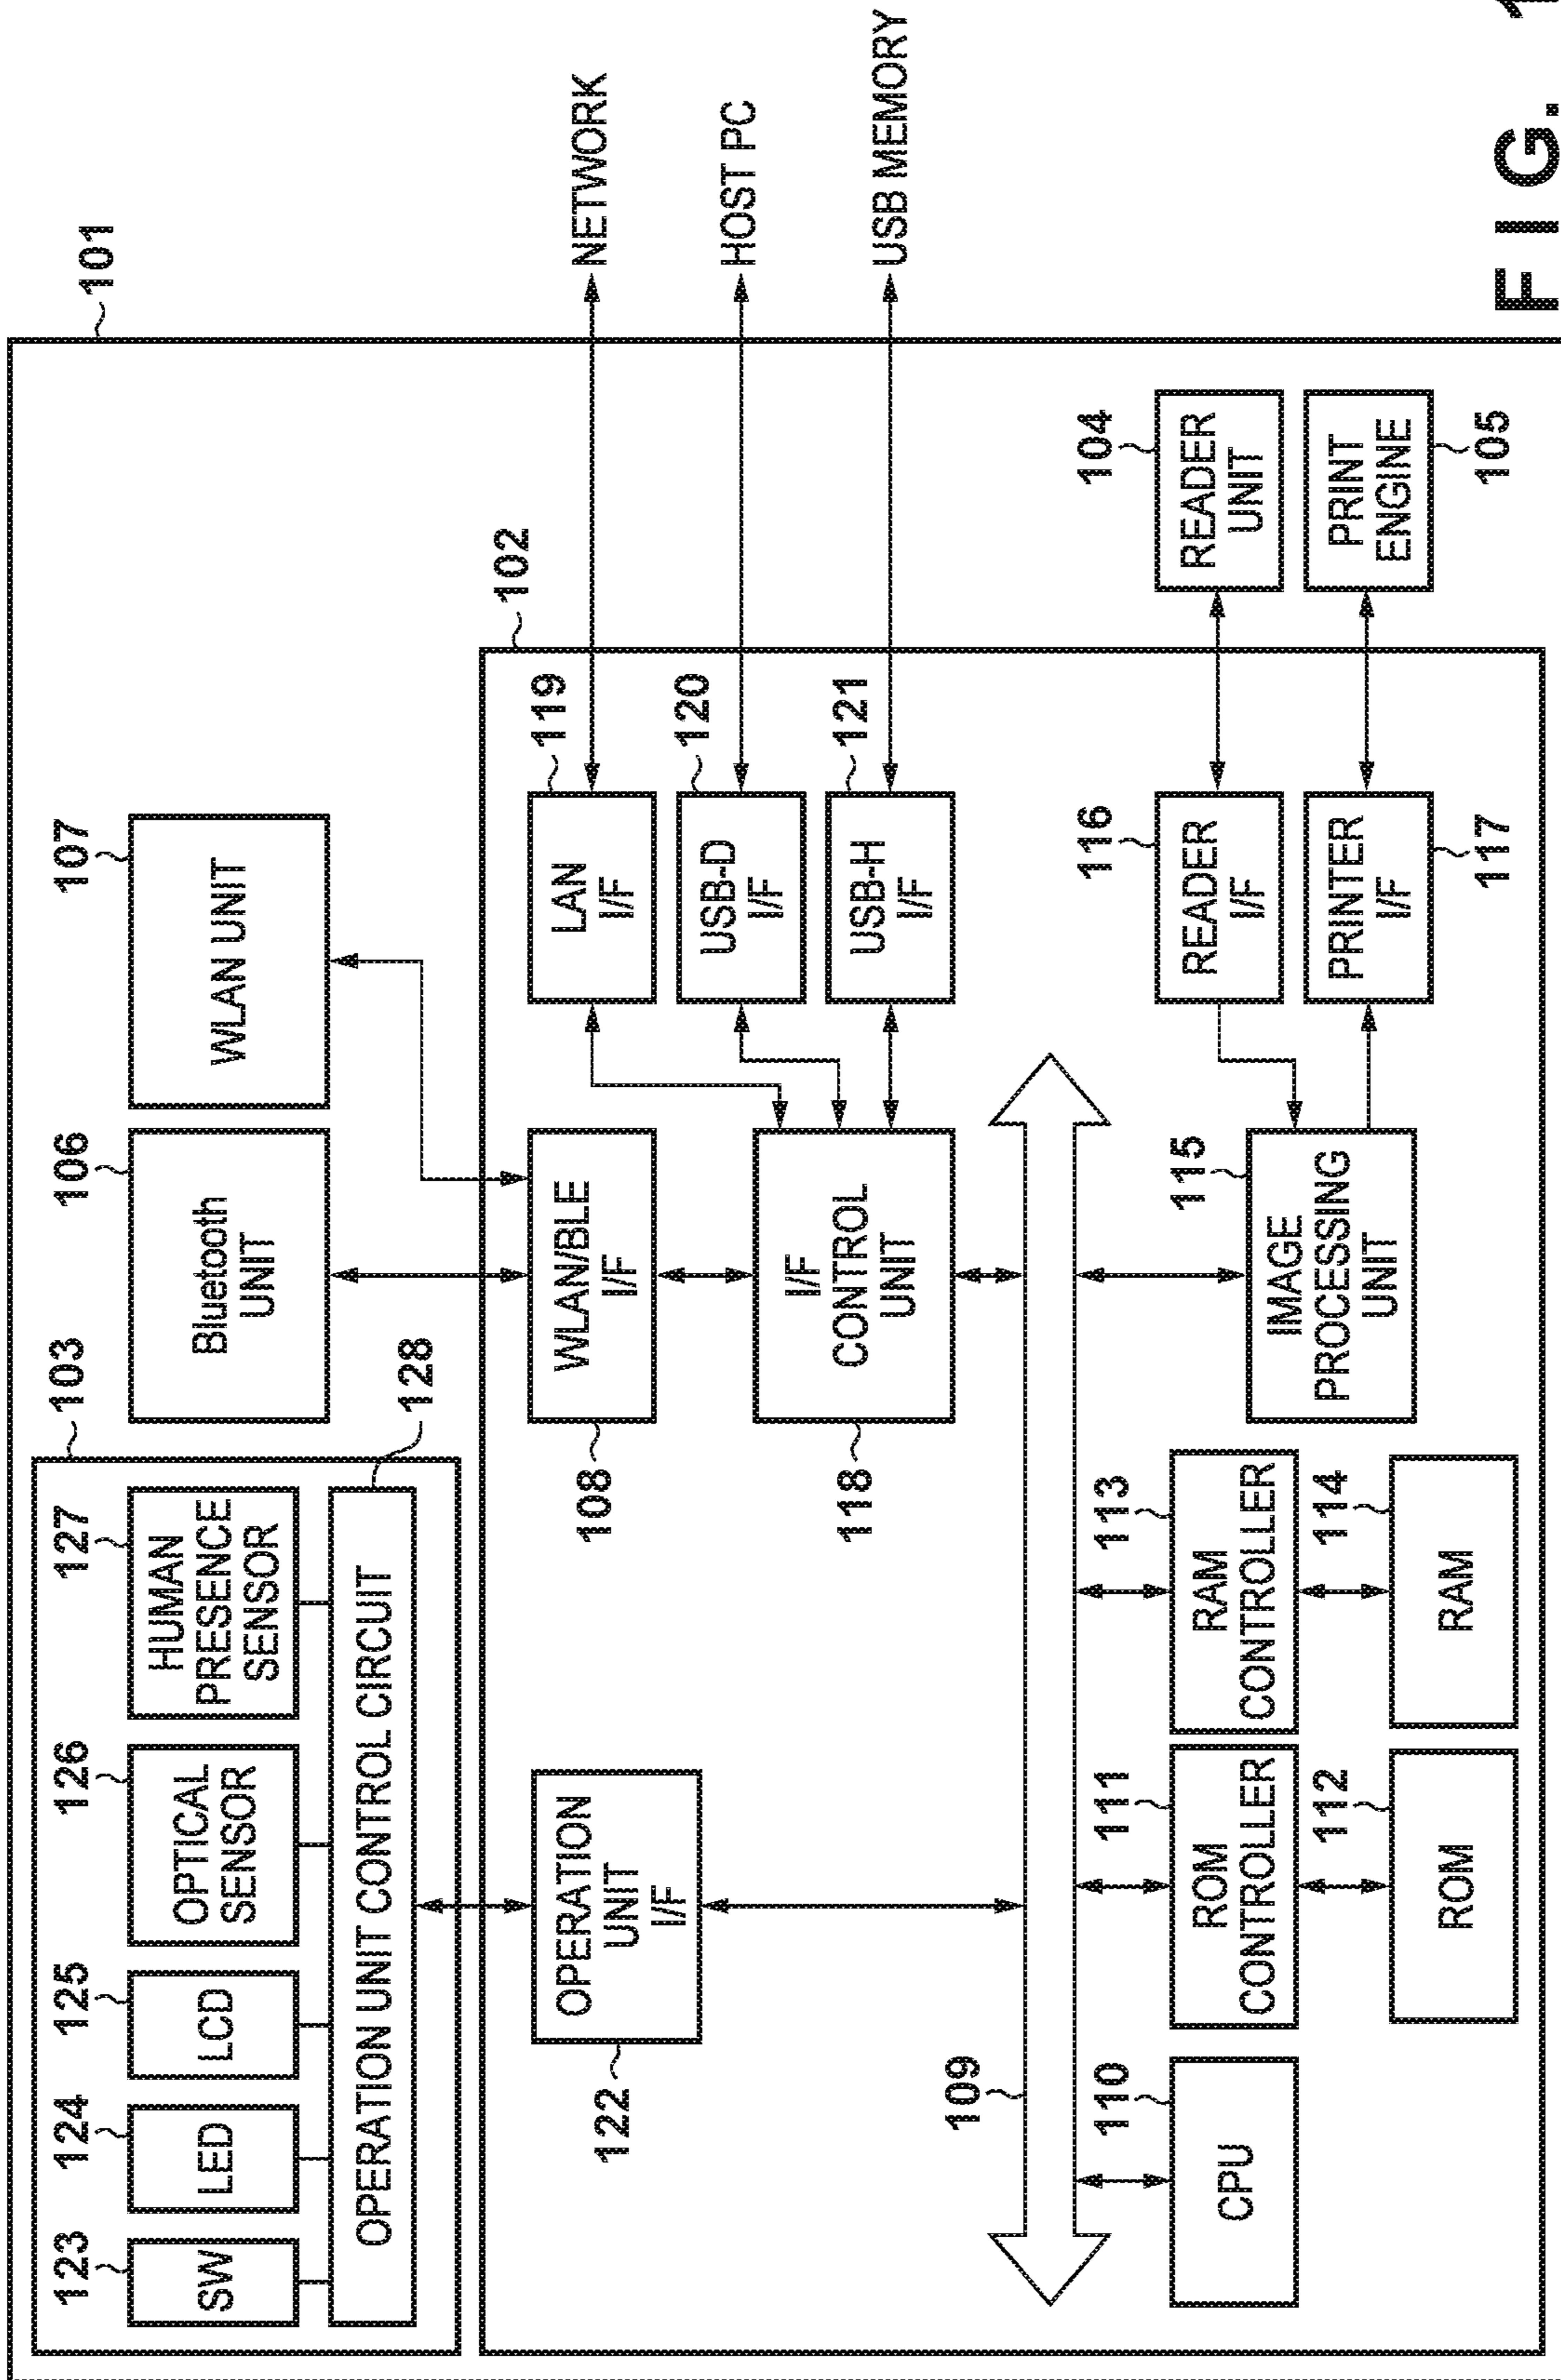 101
103
123
SW
124
LED
125
LCD
126
OPTICAL
SENSOR
127
HUMAN
PRESENCE
SENSOR
128
OPERATION UNIT CONTROL CIRCUIT
106
Bluetooth
UNIT
107
WLAN UNIT
102
122
OPERATION
UNIT
I/F
108
WLAN/BLE
I/F
118
I/F
CONTROL
UNIT
119
LAN
I/F
NETWORK
120
USB-D
I/F
HOST PC
121
USB-H
I/F
USB MEMORY
109
110
CPU
111
ROM
CONTROLLER
112
ROM
113
RAM
CONTROLLER
114
RAM
115
IMAGE
PROCESSING
UNIT
116
READER
I/F
117
PRINTER
I/F
104
READER
UNIT
105
PRINT
ENGINE
FIG. 1